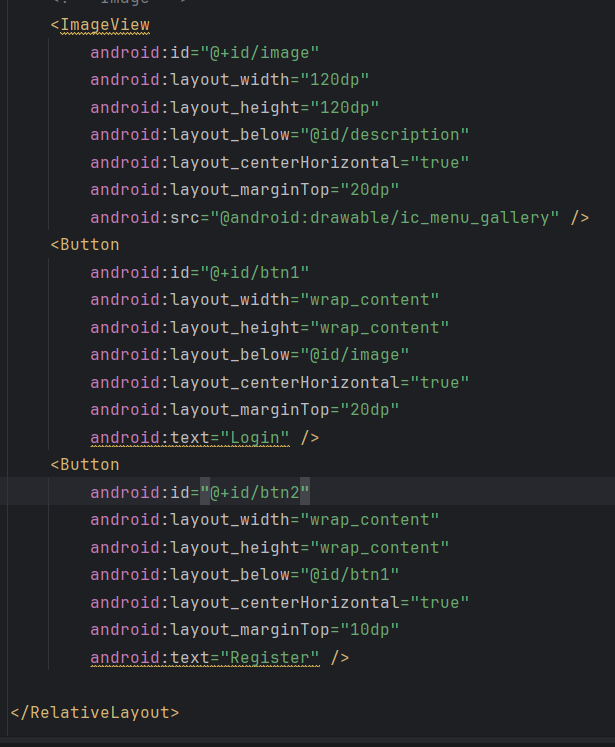 <ImageView
android:id="@+id/image"
android:layout_width="120dp"
android:layout_height="120dp"
android:layout_below="@id/description"
android:layout_centerHorizontal="true"
android:layout_marginTop="20dp"
android:src="@android:drawable/ic_menu_gallery" />
<Button
android:id="@+id/btn1"
android:layout_width="wrap_content"
android:layout_height="wrap_content"
android:layout_below="@id/image"
android:layout_centerHorizontal="true"
android:layout_marginTop="20dp"
android:text="Login" />
<Button
android:id="@+id/btn2"
android:layout_width="wrap_content"
android:layout_height="wrap_content"
android:layout_below="@id/btn1"
android:layout_centerHorizontal="true"
android:layout_marginTop="10dp"
android:text="Register" />
</RelativeLayout>